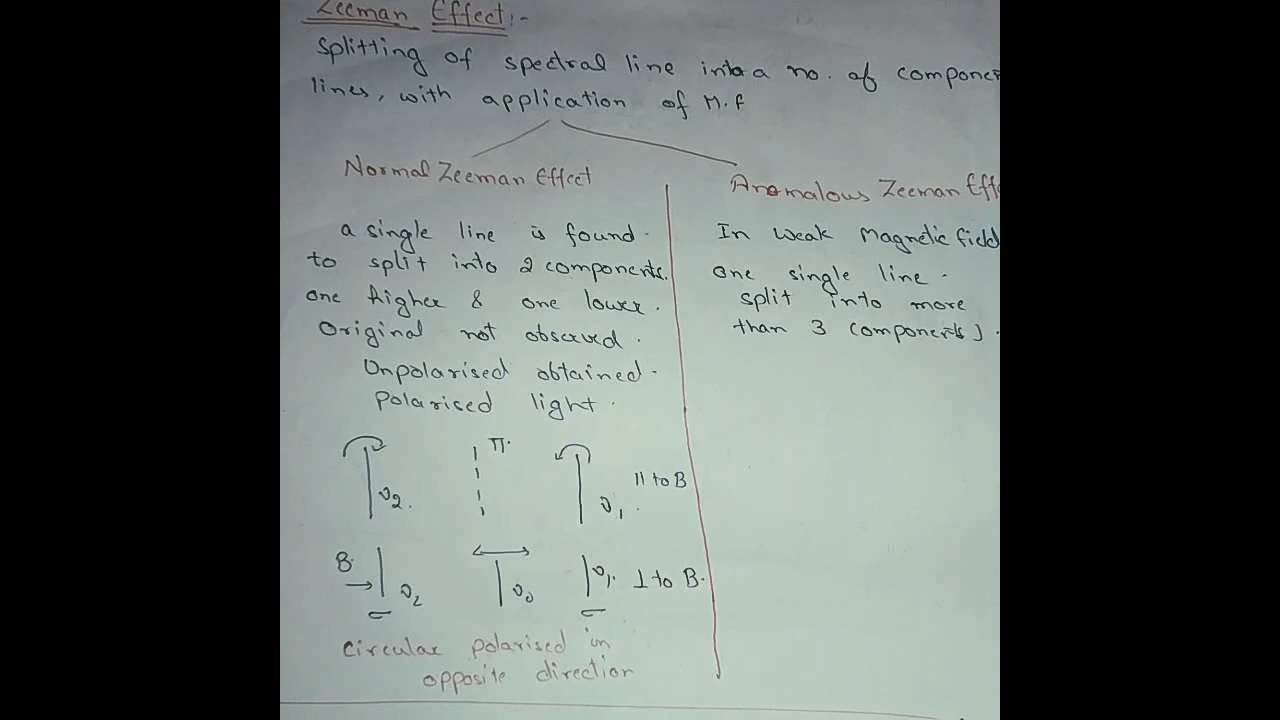 Zeeman Effect:-
Splitting of spectral line into a no. of componen
lines, with application of M.F
Normal Zeeman Effect
Anomalous Zeeman Effe
a single line is found.
to split into 2 components.
one higher & one lower.
Original not observed.
Unpolarised obtained.
Polarised light.
In weak Magnetic field
one single line.
split into more
than 3 components).
π.
ν2.
ν1.
11 to B
B.
ν2
ν0
ν1.
⊥ to B.
circular polarised in
opposite direction